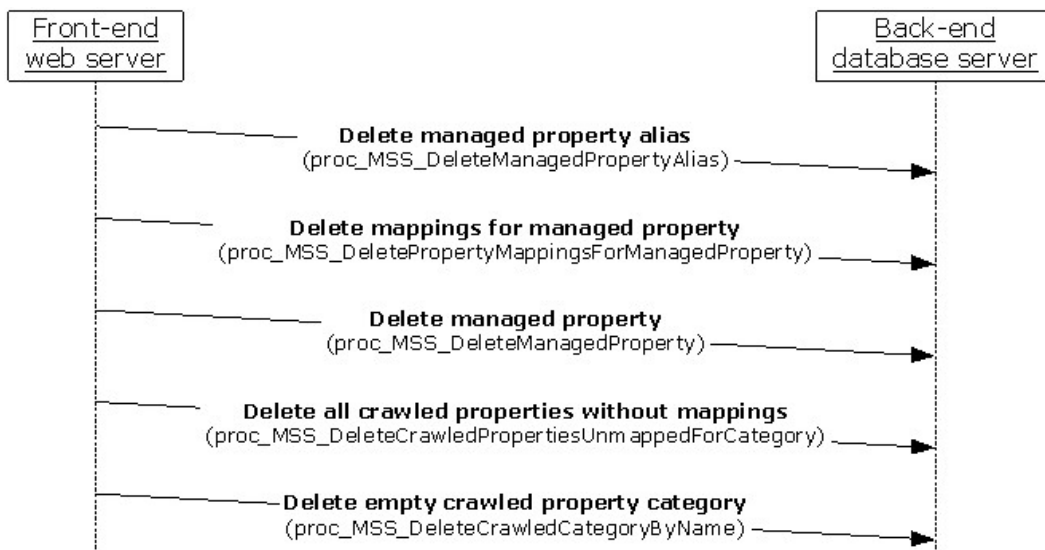 Front-end
web server
Back-end
database server
Delete managed property alias
(proc_MSS_DeleteManagedPropertyAlias)
Delete mappings for managed property
(proc_MSS_DeletePropertyMappingsForManagedProperty)
Delete managed property
(proc_MSS_DeleteManagedProperty)
Delete all crawled properties without mappings
(proc_MSS_DeleteCrawledPropertiesUnmappedForCategory)
Delete empty crawled property category
(proc_MSS_DeleteCrawledCategoryByName)